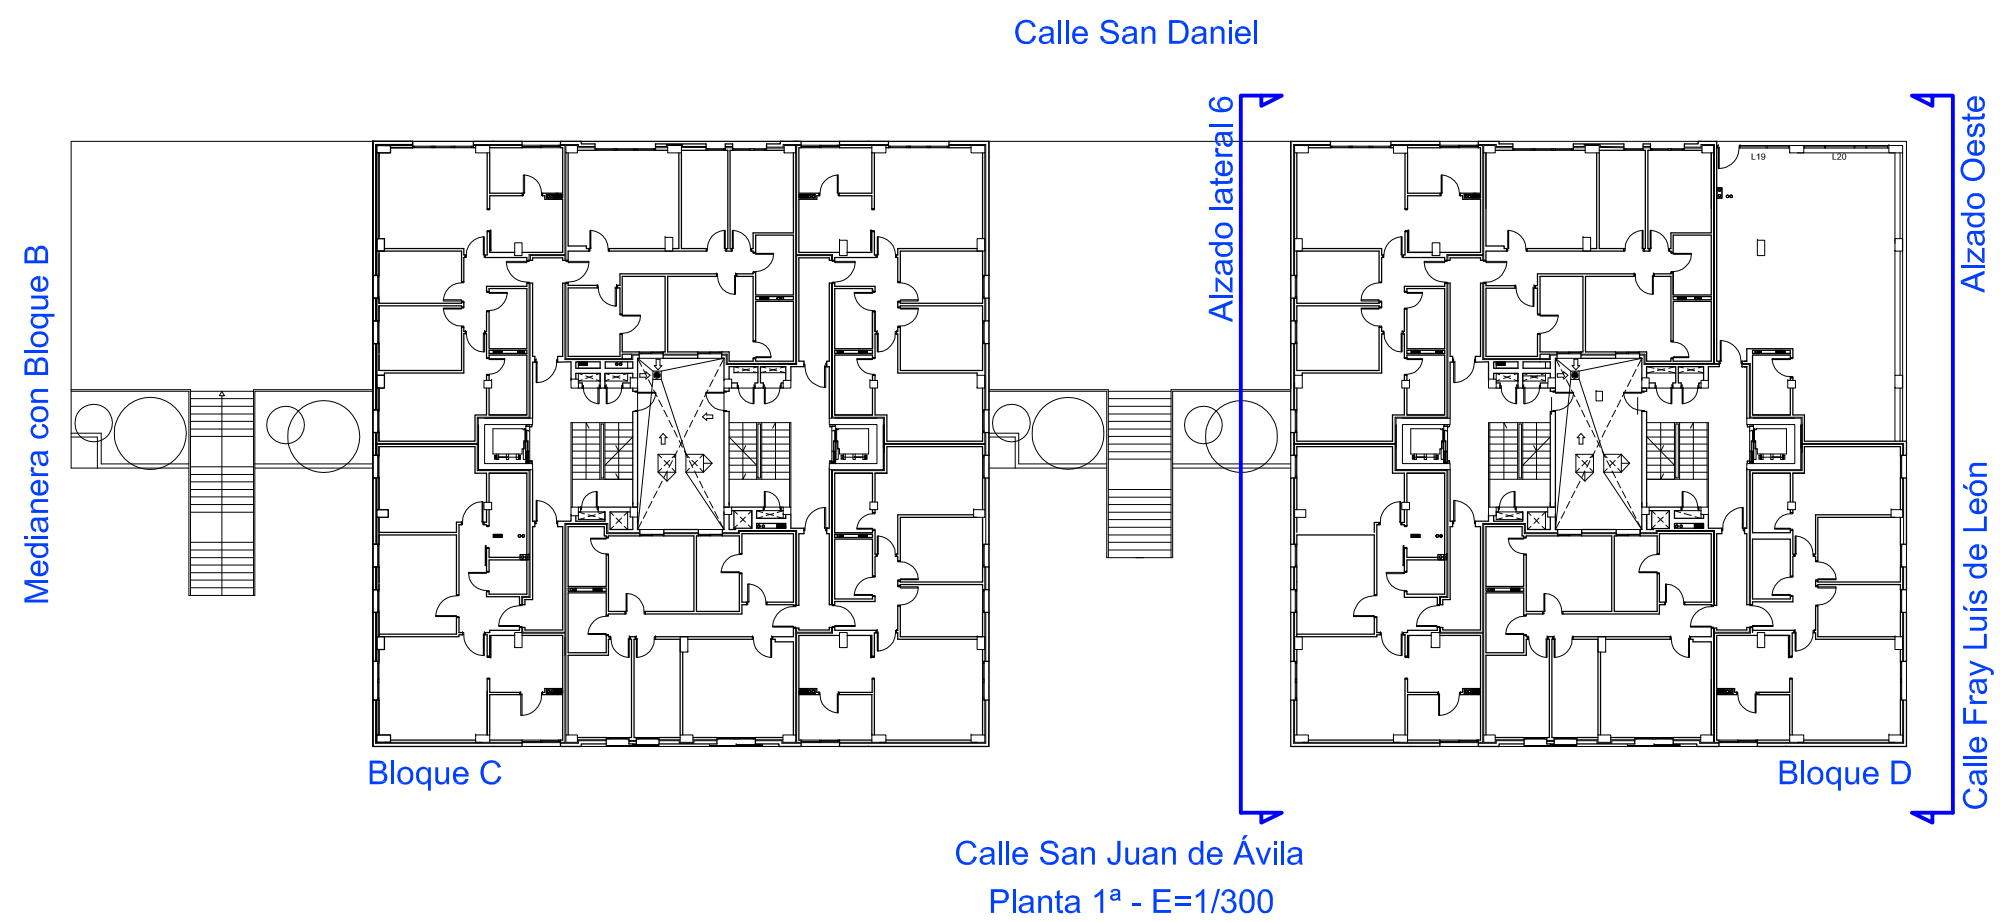 Calle San Daniel
Alzado lateral 6
Alzado Oeste
L19
L20
Medianera con Bloque B
Calle Fray Luís de León
Bloque C
Bloque D
Calle San Juan de Ávila
Planta 1ª - E=1/300